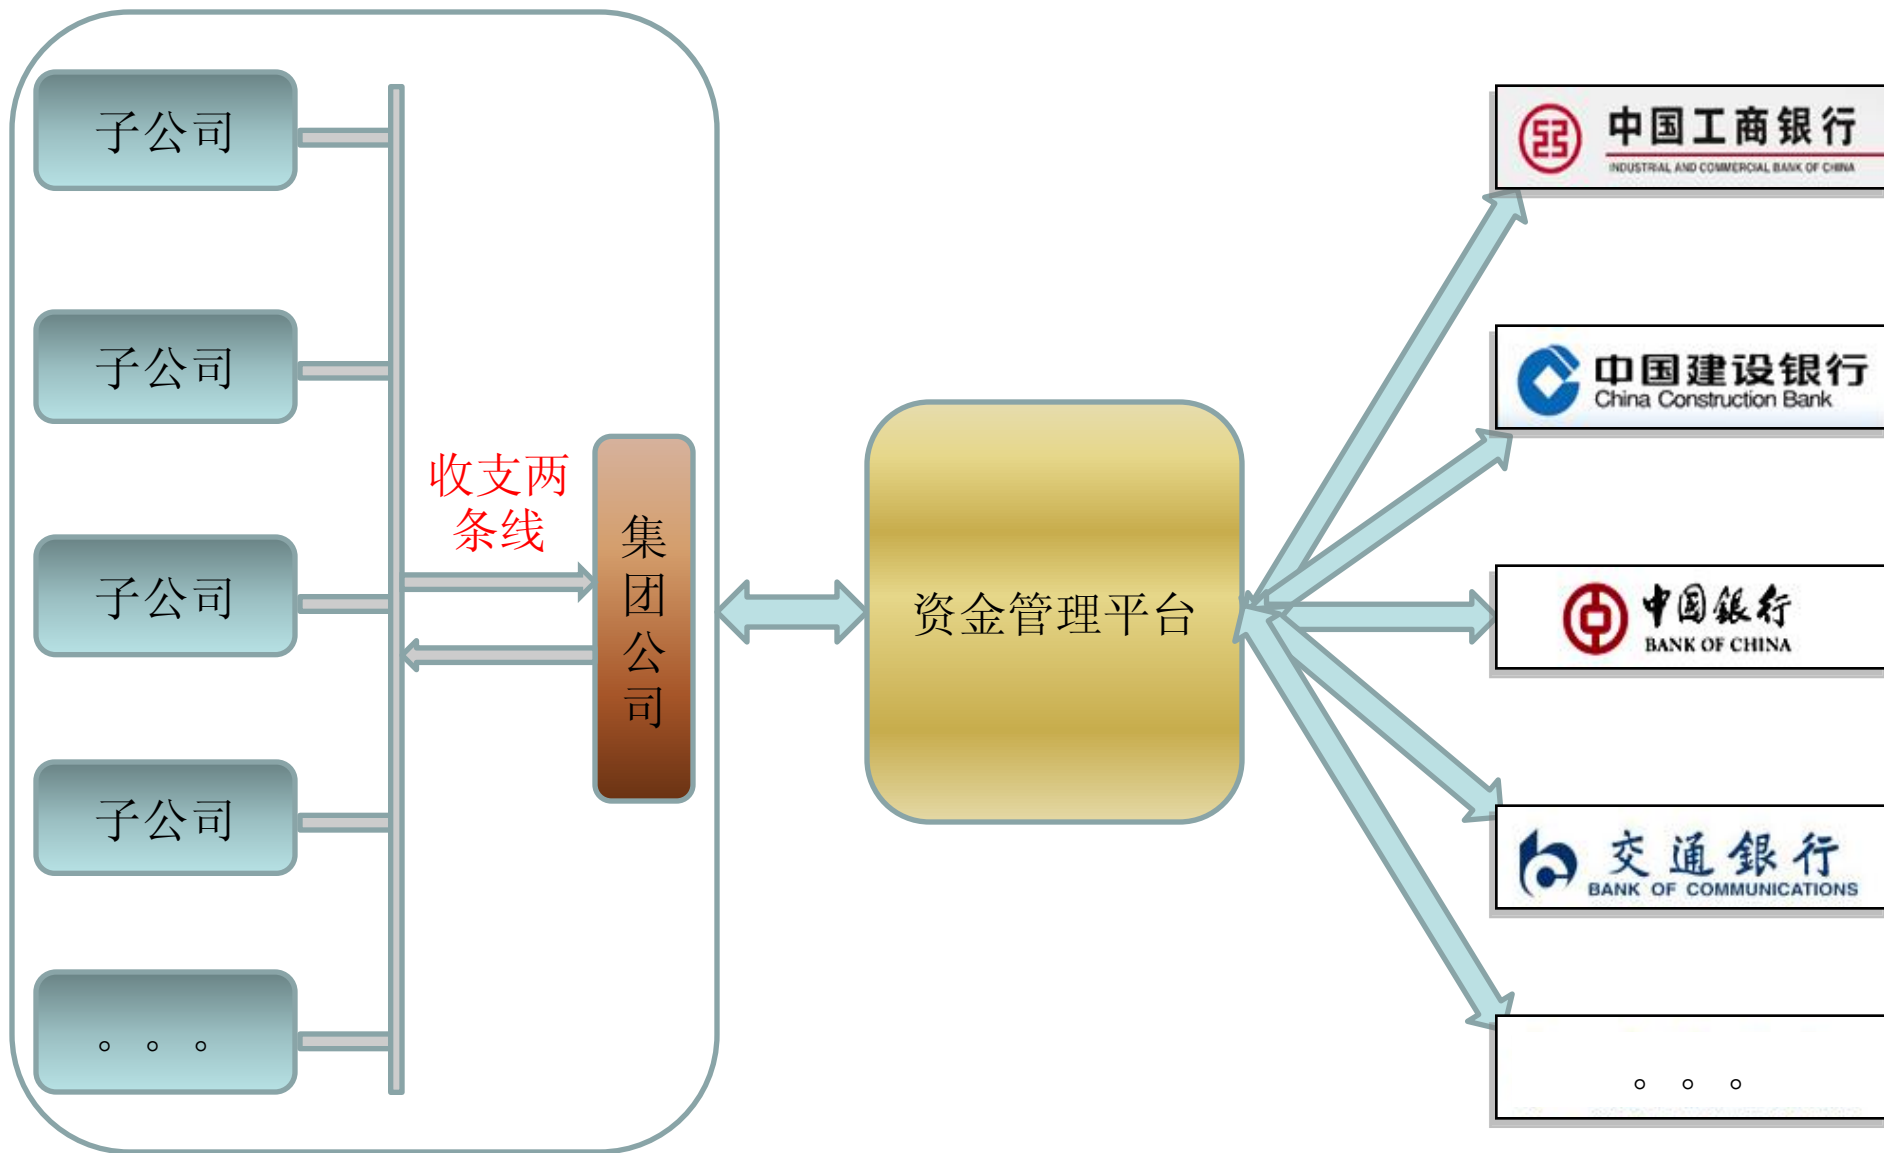 子公司
子公司
子公司
子公司
。。。
收支两
条线
集
团
公
司
资金管理平台
中国工商银行
INDUSTRIAL AND COMMERCIAL BANK OF CHINA
中国建设银行
China Construction Bank
中国銀行
BANK OF CHINA
交通銀行
BANK OF COMMUNICATIONS
。。。